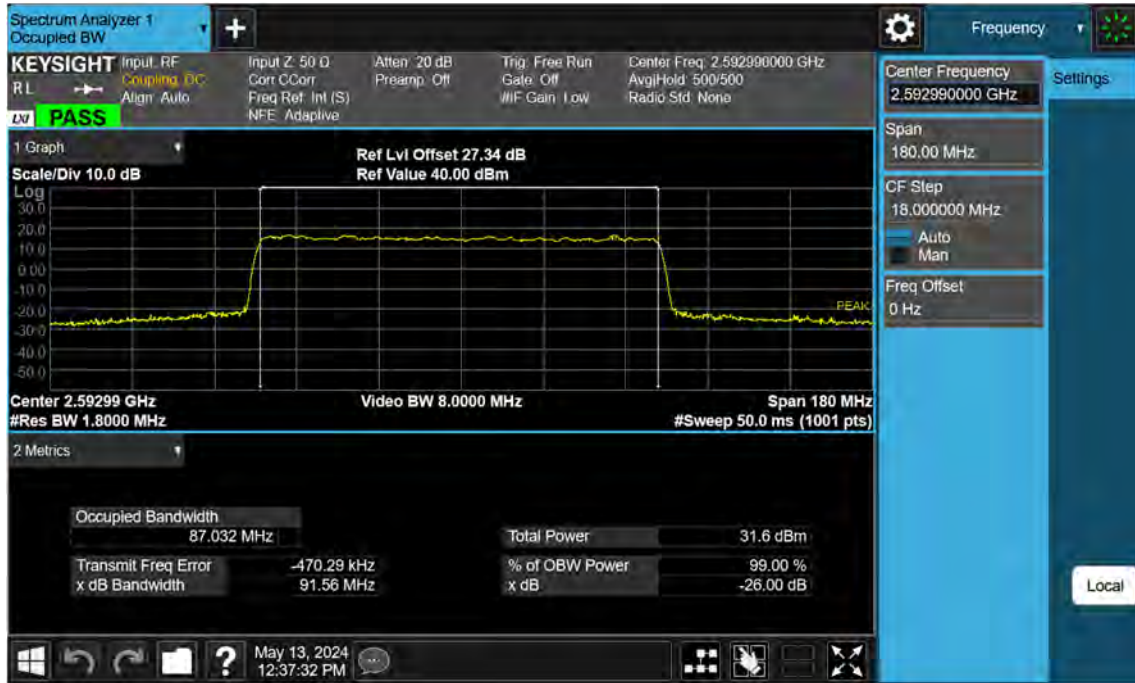 Spectrum Analyzer 1
Occupied BW
+
Frequency
KEYSIGHT
Input: RF
Coupling: DC
Align: Auto
Input Z: 50 Ω
Corr CCorr
Freq Ref: Int (S)
NFE: Adaptive
Atten: 20 dB
Preamp: Off
Trig: Free Run
Gate: Off
#IF Gain: Low
Center Freq: 2.592990000 GHz
Avg|Hold: 500/500
Radio Std: None
R L
LXI
PASS
Center Frequency
2.592990000 GHz
Settings
Span
180.00 MHz
CF Step
18.000000 MHz
Auto
Man
Freq Offset
0 Hz
Local
1 Graph
Scale/Div 10.0 dB
Ref Lvl Offset 27.34 dB
Ref Value 40.00 dBm
Log
30.0
20.0
10.0
0.00
-10.0
-20.0
-30.0
-40.0
-50.0
PEAK
Center 2.59299 GHz
#Res BW 1.8000 MHz
Video BW 8.0000 MHz
Span 180 MHz
#Sweep 50.0 ms (1001 pts)
2 Metrics
Occupied Bandwidth
87.032 MHz
Total Power 31.6 dBm
Transmit Freq Error -470.29 kHz
% of OBW Power 99.00 %
x dB Bandwidth 91.56 MHz
x dB -26.00 dB
?
May 13, 2024
12:37:32 PM